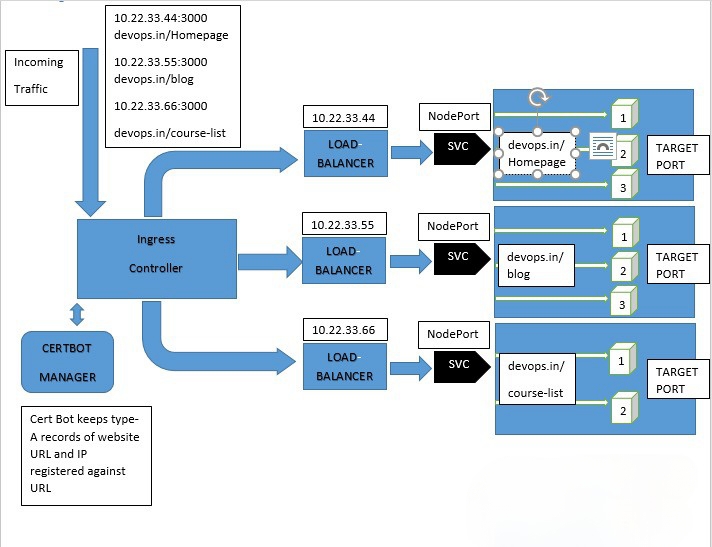 10.22.33.44:3000
devops.in/Homepage
10.22.33.55:3000
devops.in/blog
10.22.33.66:3000
devops.in/course-list
Incoming
Traffic
10.22.33.44
LOAD-
BALANCER
NodePort
SVC
devops.in/
Homepage
1
2
3
TARGET
PORT
Ingress
Controller
10.22.33.55
LOAD-
BALANCER
NodePort
SVC
devops.in/
blog
1
2
3
TARGET
PORT
CERTBOT
MANAGER
10.22.33.66
LOAD-
BALANCER
NodePort
SVC
devops.in/
course-list
1
2
TARGET
PORT
Cert Bot keeps type-
A records of website
URL and IP
registered against
URL